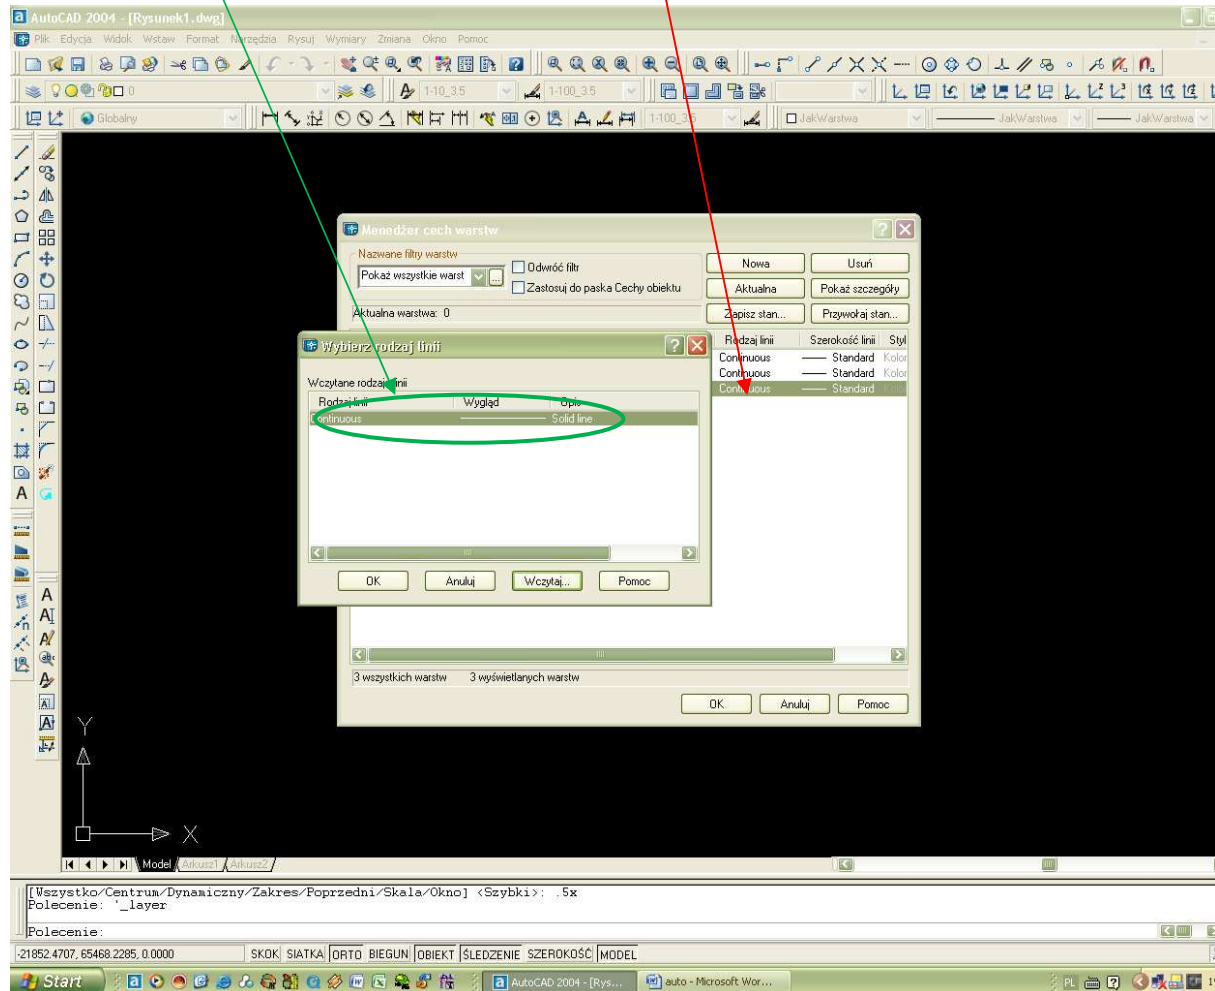 AutoCAD 2004 - [Rysunek1.dwg]
Plik Edycja Widok Wstaw Format Narzędzia Rysuj Wymiary Zmiana Okno Pomoc
0 1-10_3.5 1-100_3.5
Globalny 1-100_3.5 JakWarstwa JakWarstwa JakWarstwa
Menedżer cech warstw
Nazwane filtry warstw
Pokaż wszystkie warst ...
Odwróć filtr
Zastosuj do paska Cechy obiektu
Nowa Usuń
Aktualna Pokaż szczegóły
Aktualna warstwa: 0
Zapisz stan... Przywołaj stan...
Rodzaj linii Szerokość linii Styl
Continuous Standard Kolor
Continuous Standard Kolor
Continuous Standard
Wybierz rodzaj linii
Wczytane rodzaje linii
Rodzaj linii Wygląd Opis
Continuous Solid line
OK Anuluj Wczytaj... Pomoc
3 wszystkich warstw 3 wyświetlanych warstw
OK Anuluj Pomoc
Y
X
Model Arkusz1 Arkusz2
[Wszystko/Centrum/Dynamiczny/Zakres/Poprzedni/Skala/Okno] <Szybki>: .5x
Polecenie: '_layer
Polecenie:
-21852.4707, 65468.2285, 0.0000 SKOK SIATKA ORTO BIEGUN OBIEKT ŚLEDZENIE SZEROKOŚĆ MODEL
Start AutoCAD 2004 - [Rys... auto - Microsoft Wor... PL